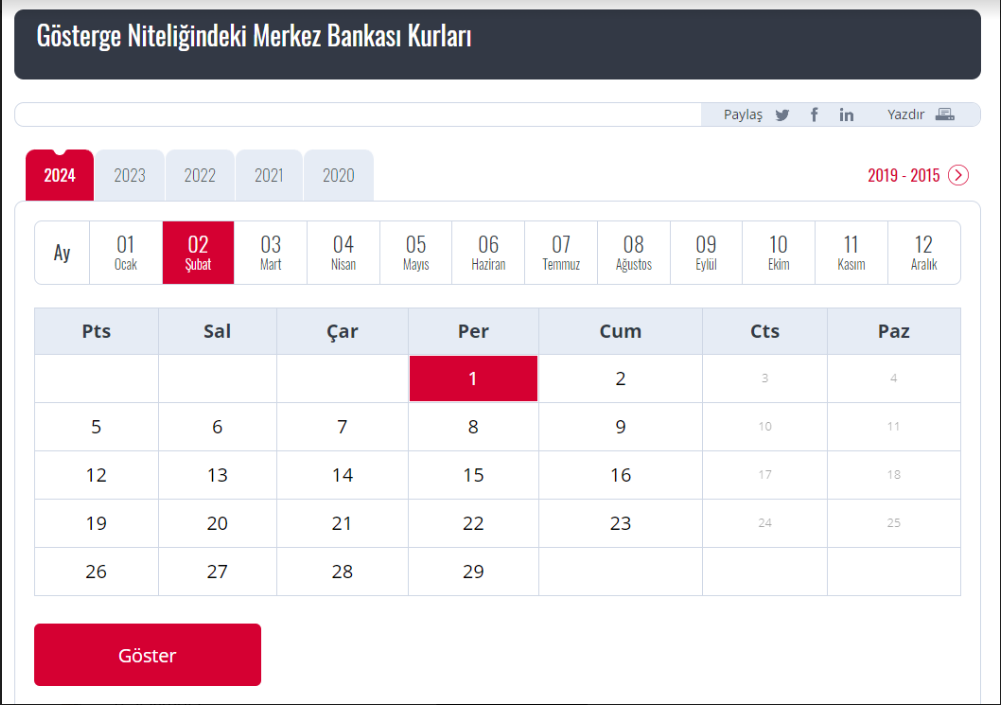 Gösterge Niteliğindeki Merkez Bankası Kurları
Paylaş f in Yazdır
2024 2023 2022 2021 2020 2019 - 2015
Ay 01 02 03 04 05 06 07 08 09 10 11 12
Ocak Şubat Mart Nisan Mayıs Haziran Temmuz Ağustos Eylül Ekim Kasım Aralık
Pts Sal Çar Per Cum Cts Paz
1 2 3 4
5 6 7 8 9 10 11
12 13 14 15 16 17 18
19 20 21 22 23 24 25
26 27 28 29
Göster